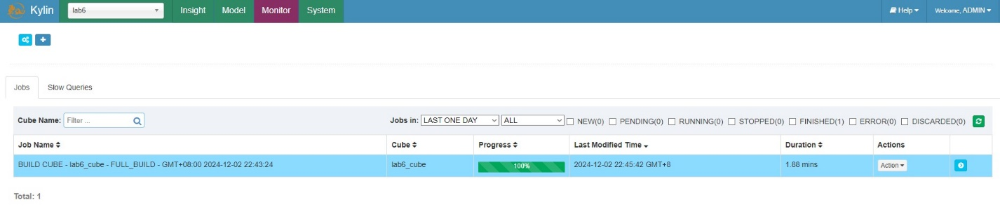 Kylin lab6 Insight Model Monitor System Help Welcome, ADMIN
Jobs Slow Queries
Cube Name: Filter ... Jobs in: LAST ONE DAY ALL NEW(0) PENDING(0) RUNNING(0) STOPPED(0) FINISHED(1) ERROR(0) DISCARDED(0)
Job Name Cube Progress Last Modified Time Duration Actions
BUILD CUBE - lab6_cube - FULL_BUILD - GMT+08:00 2024-12-02 22:43:24 lab6_cube 100% 2024-12-02 22:45:42 GMT+8 1.88 mins Action
Total: 1